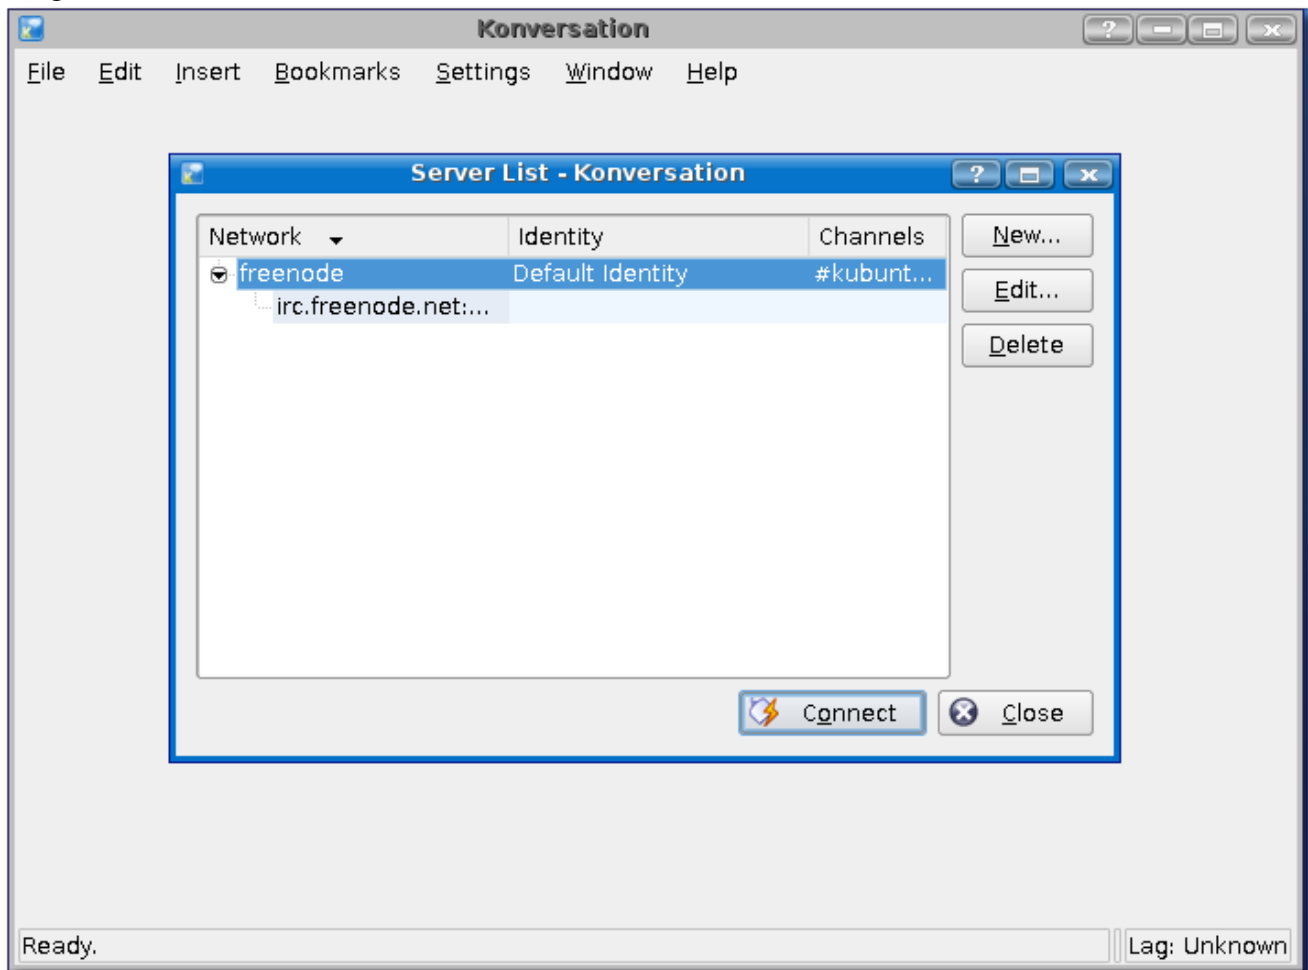 Konversation
File Edit Insert Bookmarks Settings Window Help
Server List - Konversation
Network Identity Channels
New...
freenode Default Identity #kubunt...
Edit...
irc.freenode.net:...
Delete
Connect Close
Ready. Lag: Unknown